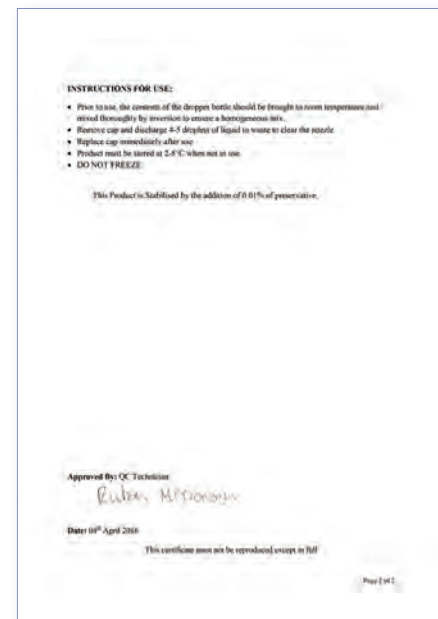 INSTRUCTIONS FOR USE:
• Prior to use, the contents of the dropper bottle should be brought to room temperature and
mixed thoroughly by inversion to ensure a homogeneous mix.
• Remove cap and discharge 4-5 droplets of liquid to waste to clear the nozzle
• Replace cap immediately after use
• Product must be stored at 2-8°C when not in use
• DO NOT FREEZE
This Product is Stabilised by the addition of 0.01% of preservative.
Approved By: QC Technician
Date: April 2016
This certificate must not be reproduced except in full
Page 2 of 2